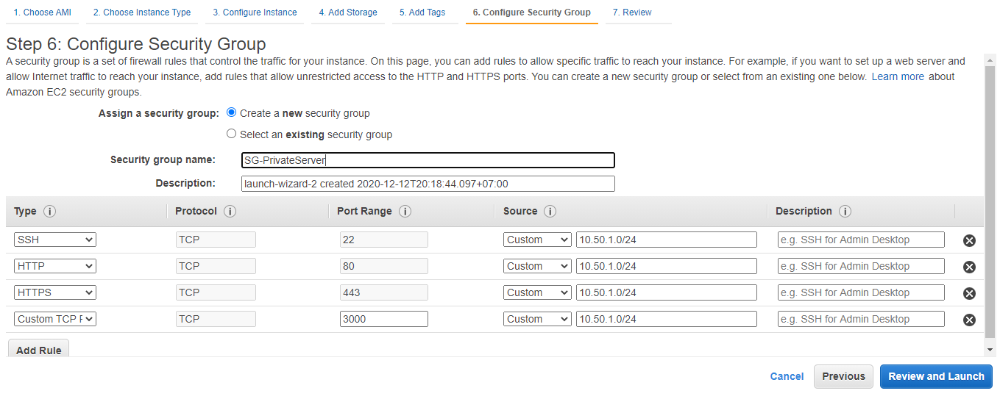 1. Choose AMI 2. Choose Instance Type 3. Configure Instance 4. Add Storage 5. Add Tags 6. Configure Security Group 7. Review
Step 6: Configure Security Group
A security group is a set of firewall rules that control the traffic for your instance. On this page, you can add rules to allow specific traffic to reach your instance. For example, if you want to set up a web server and
allow Internet traffic to reach your instance, add rules that allow unrestricted access to the HTTP and HTTPS ports. You can create a new security group or select from an existing one below. Learn more about
Amazon EC2 security groups.
Assign a security group: Create a new security group
Select an existing security group
Security group name: SG-PrivateServer
Description: launch-wizard-2 created 2020-12-12T20:18:44.097+07:00
Type i Protocol i Port Range i Source i Description i
SSH TCP 22 Custom 10.50.1.0/24 e.g. SSH for Admin Desktop
HTTP TCP 80 Custom 10.50.1.0/24 e.g. SSH for Admin Desktop
HTTPS TCP 443 Custom 10.50.1.0/24 e.g. SSH for Admin Desktop
Custom TCP F TCP 3000 Custom 10.50.1.0/24 e.g. SSH for Admin Desktop
Add Rule
Cancel Previous Review and Launch